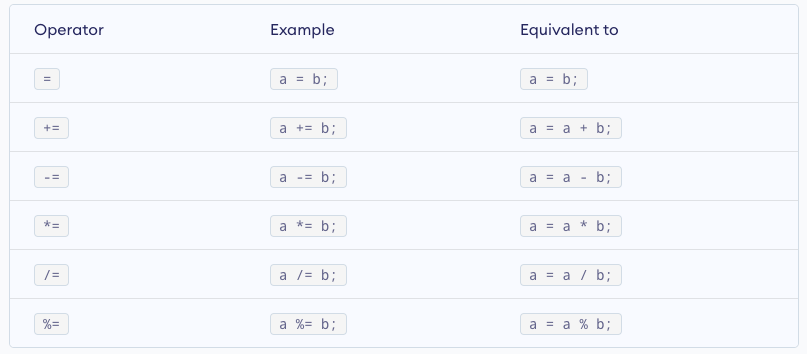 Operator Example Equivalent to
= a = b; a = b;
+= a += b; a = a + b;
-= a -= b; a = a - b;
*= a *= b; a = a * b;
/= a /= b; a = a / b;
%= a %= b; a = a % b;